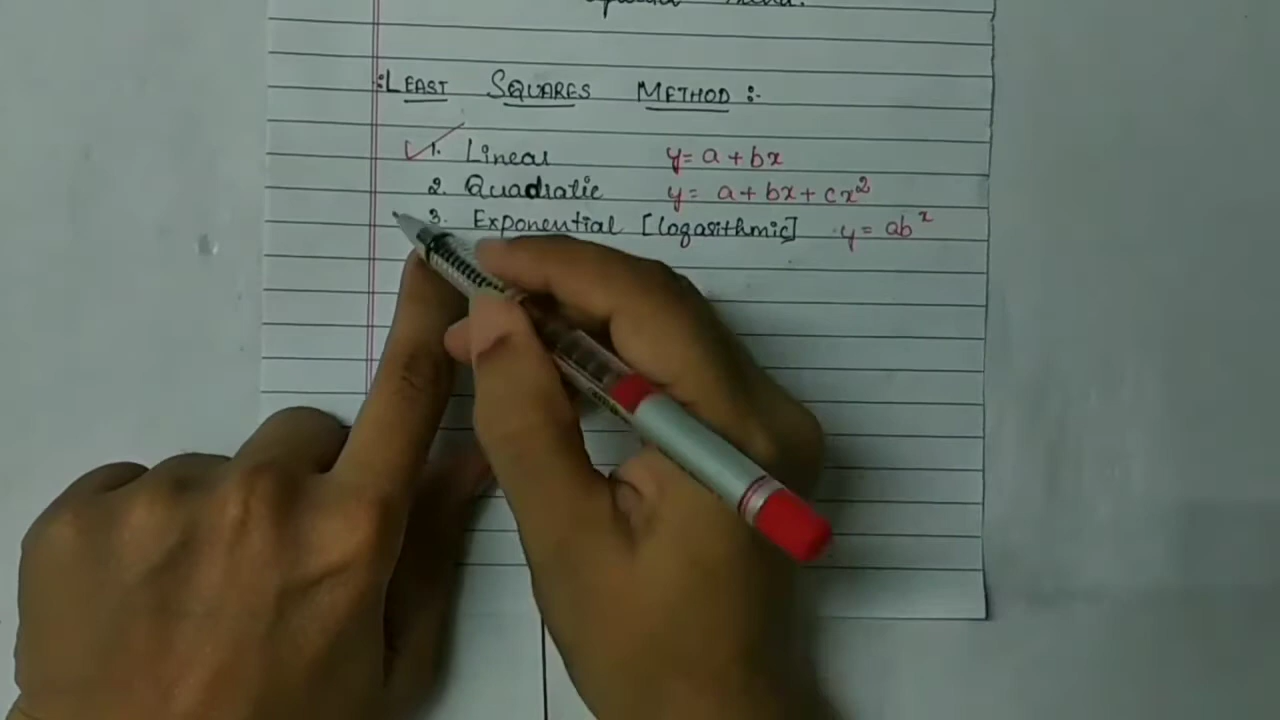 :LEAST SQUARES METHOD :-
1. Linear y = a + bx
2. Quadratic y = a + bx + cx²
3. Exponential [logarithmic] y = abˣ